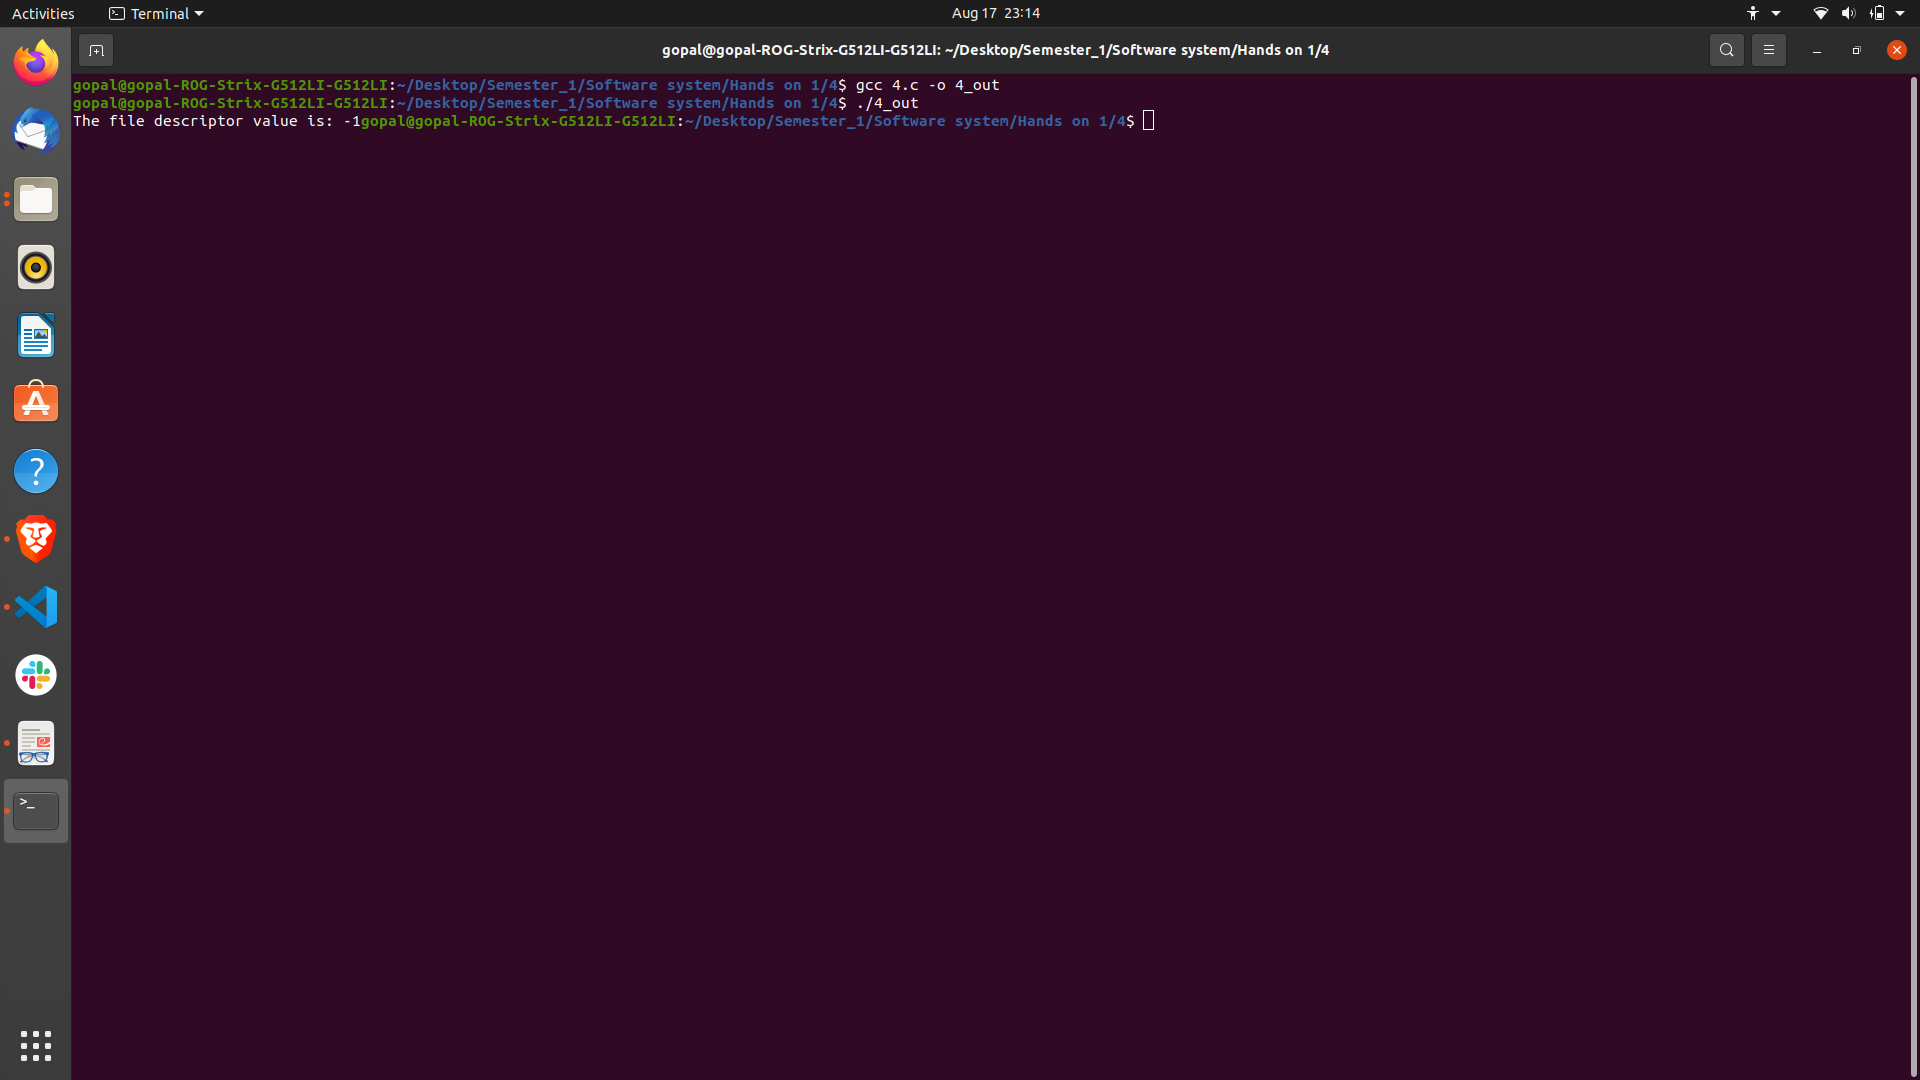 Activities
Terminal
Aug 17 23:14
gopal@gopal-ROG-Strix-G512LI-G512LI: ~/Desktop/Semester_1/Software system/Hands on 1/4
gopal@gopal-ROG-Strix-G512LI-G512LI:~/Desktop/Semester_1/Software system/Hands on 1/4$ gcc 4.c -o 4_out
gopal@gopal-ROG-Strix-G512LI-G512LI:~/Desktop/Semester_1/Software system/Hands on 1/4$ ./4_out
The file descriptor value is: -1gopal@gopal-ROG-Strix-G512LI-G512LI:~/Desktop/Semester_1/Software system/Hands on 1/4$